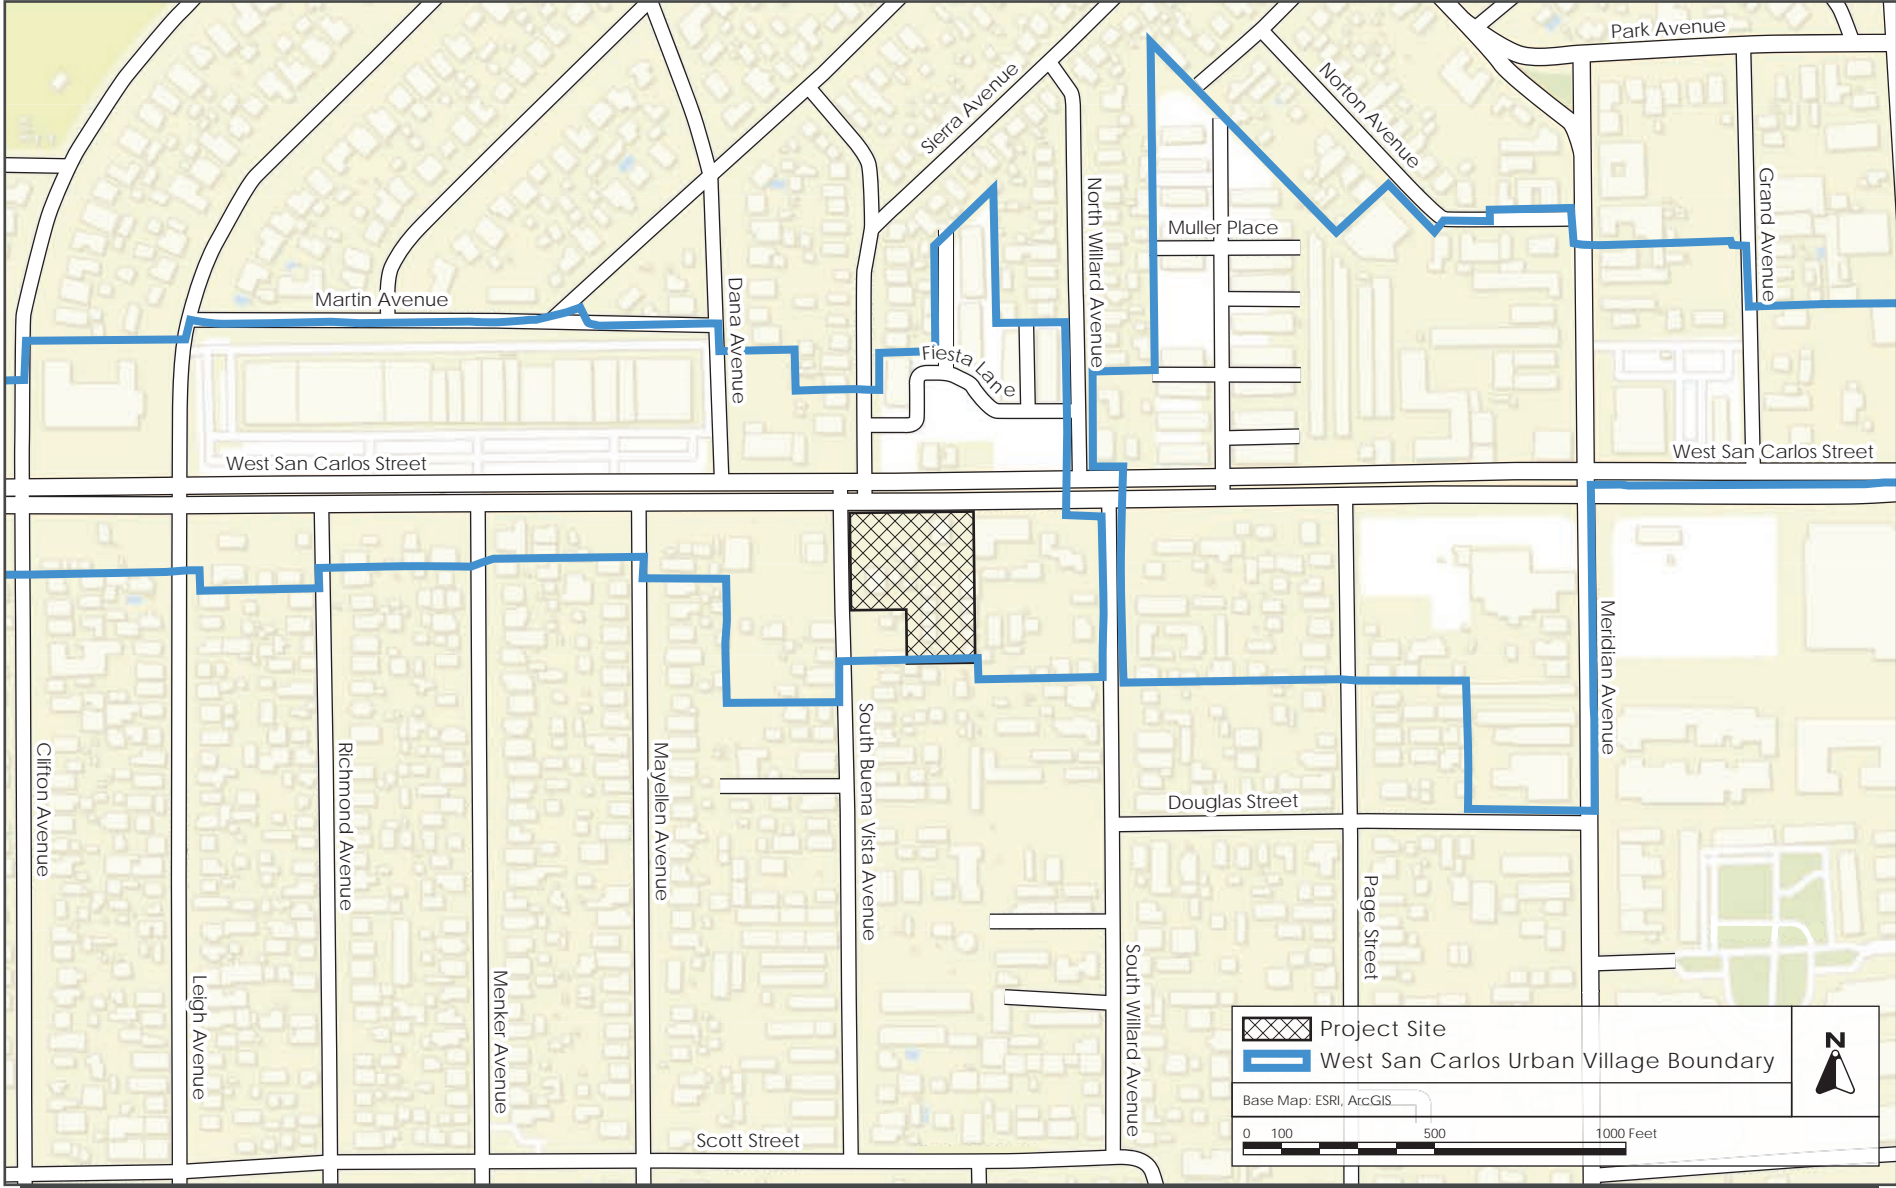 Park Avenue
Sierra Avenue
Norton Avenue
Grand Avenue
North Willard Avenue
Muller Place
Martin Avenue
Dana Avenue
Fiesta Lane
West San Carlos Street
West San Carlos Street
Meridian Avenue
Clifton Avenue
Richmond Avenue
Mayellen Avenue
South Buena Vista Avenue
Douglas Street
Page Street
Leigh Avenue
Menker Avenue
South Willard Avenue
Scott Street
Project Site
West San Carlos Urban Village Boundary
N
Base Map: ESRI, ArcGIS
0 100 500 1000 Feet